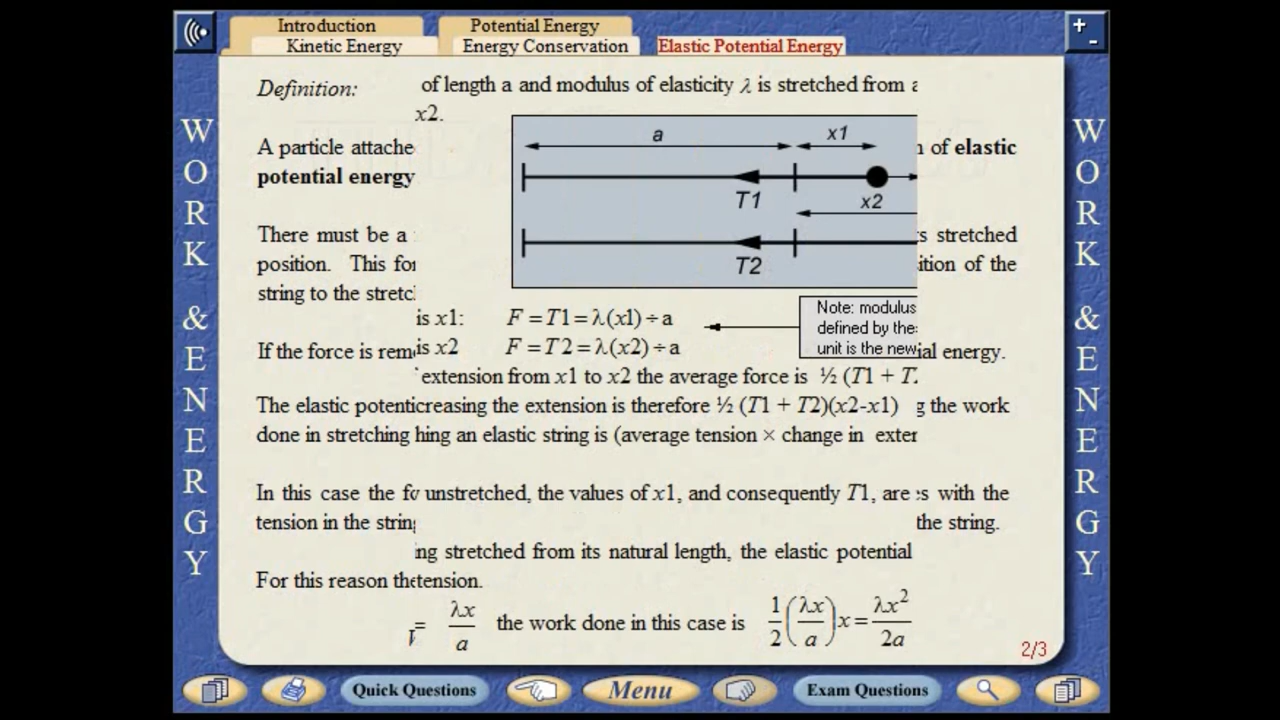 Introduction
Potential Energy
Kinetic Energy
Energy Conservation
Elastic Potential Energy
+
-
WORK & ENERGY
WORK & ENERGY
Definition: of length a and modulus of elasticity λ is stretched from a
x2.
a
x1
A particle attache of elastic
potential energy
T1
x2
There must be a s stretched
position. This for ition of the
T2
string to the stretc
Note: modulus
is x1: F = T1 = λ(x1) ÷ a
defined by the
is x2 F = T2 = λ(x2) ÷ a
unit is the new
If the force is rem ial energy.
extension from x1 to x2 the average force is ½ (T1 + T
The elastic potenticreasing the extension is therefore ½ (T1 + T2)(x2-x1) g the work
done in stretching hing an elastic string is (average tension × change in exter
In this case the fo unstretched, the values of x1, and consequently T1, are s with the
tension in the string the string.
ing stretched from its natural length, the elastic potential
For this reason the tension.
= λx/a the work done in this case is 1/2(λx/a)x = λx²/2a
2/3
Quick Questions
Menu
Exam Questions